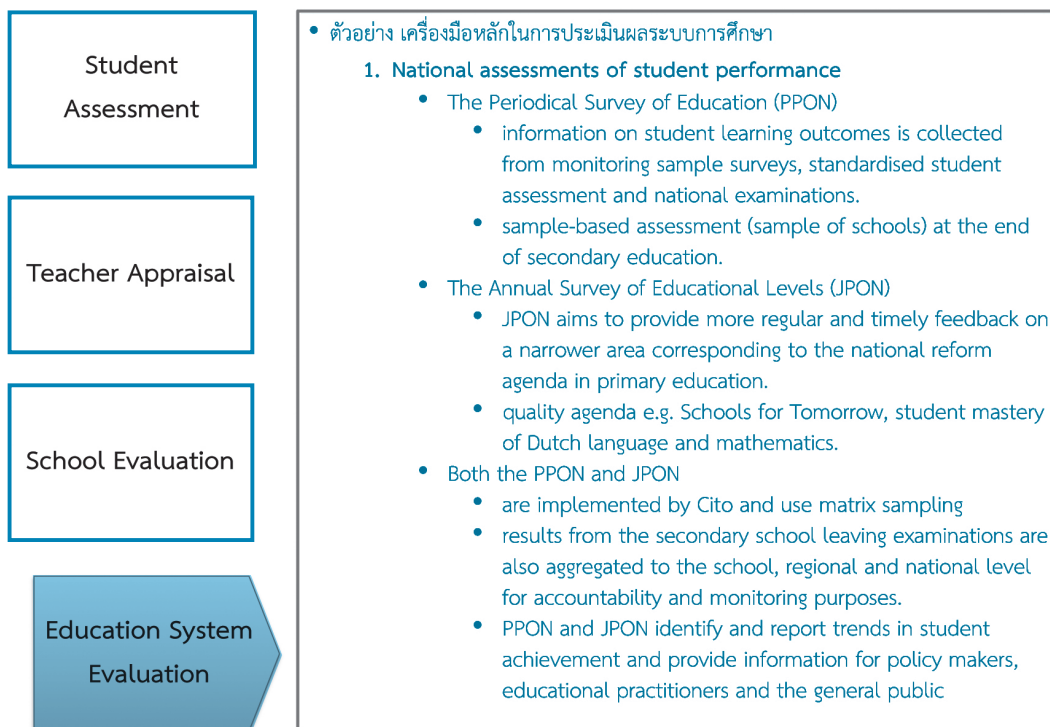 Student
Assessment
Teacher Appraisal
School Evaluation
Education System
Evaluation
• ตัวอย่าง เครื่องมือหลักในการประเมินผลระบบการศึกษา
1. National assessments of student performance
• The Periodical Survey of Education (PPON)
• information on student learning outcomes is collected
from monitoring sample surveys, standardised student
assessment and national examinations.
• sample-based assessment (sample of schools) at the end
of secondary education.
• The Annual Survey of Educational Levels (JPON)
• JPON aims to provide more regular and timely feedback on
a narrower area corresponding to the national reform
agenda in primary education.
• quality agenda e.g. Schools for Tomorrow, student mastery
of Dutch language and mathematics.
• Both the PPON and JPON
• are implemented by Cito and use matrix sampling
• results from the secondary school leaving examinations are
also aggregated to the school, regional and national level
for accountability and monitoring purposes.
• PPON and JPON identify and report trends in student
achievement and provide information for policy makers,
educational practitioners and the general public